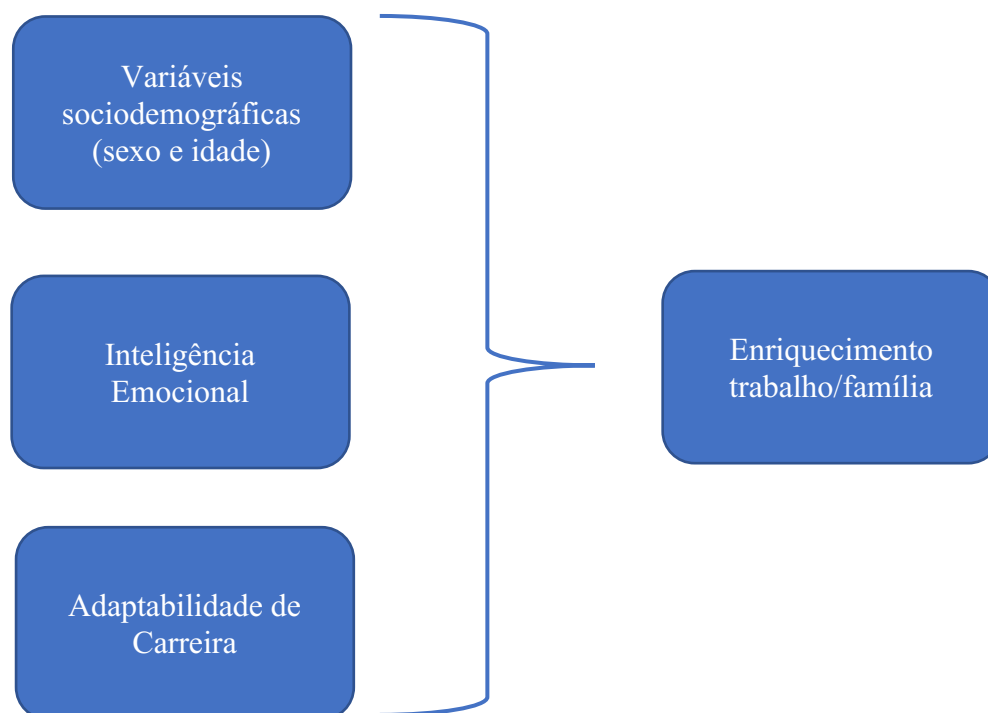 Variáveis
sociodemográficas
(sexo e idade)
Inteligência
Emocional
Adaptabilidade de
Carreira
Enriquecimento
trabalho/família